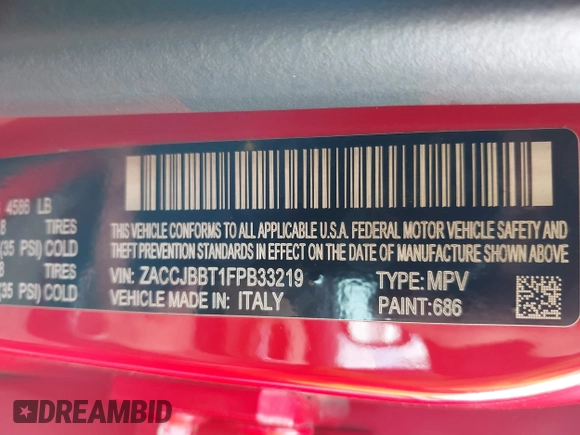 4586 LB
TIRES
(35 PSI) COLD
TIRES
(35 PSI) COLD
THIS VEHICLE CONFORMS TO ALL APPLICABLE U.S.A. FEDERAL MOTOR VEHICLE SAFETY AND
THEFT PREVENTION STANDARDS IN EFFECT ON THE DATE OF MANUFACTURE SHOWN ABOVE
VIN: ZACCJBBT1FPB33219 TYPE: MPV
VEHICLE MADE IN: ITALY PAINT:686
DREAMBID